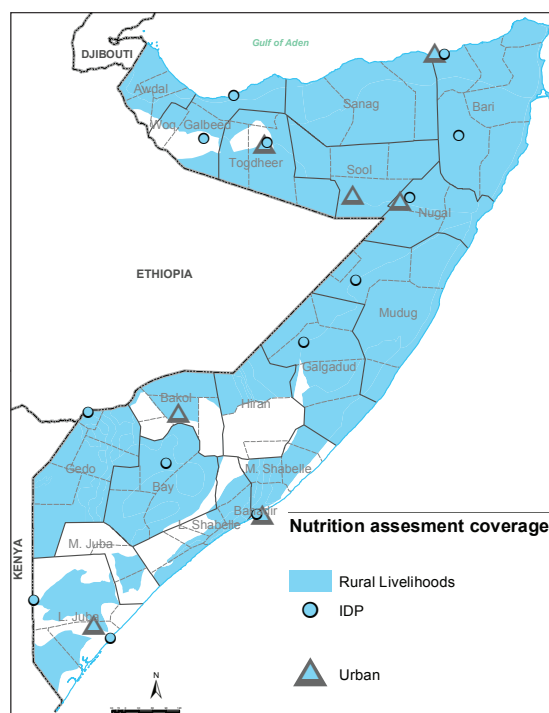 DJIBOUTI
Gulf of Aden
Awdal
Sanag
Bari
Woq. Galbeed
Togdheer
Sool
Nugal
ETHIOPIA
Mudug
Galgadud
Bakol
Hiran
Gedo
Bay
M. Shabelle
Banadir
L. Shabelle
M. Juba
KENYA
L. Juba
Nutrition assesment coverage
Rural Livelihoods
IDP
Urban
N